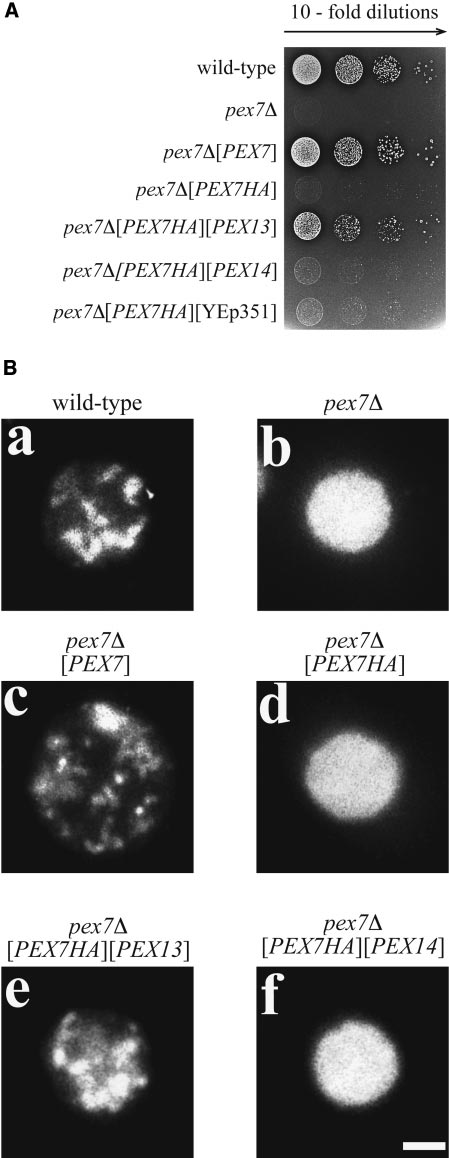 A
10 - fold dilutions
wild-type
pex7Δ
pex7Δ[PEX7]
pex7Δ[PEX7HA]
pex7Δ[PEX7HA][PEX13]
pex7Δ[PEX7HA][PEX14]
pex7Δ[PEX7HA][YEp351]
B
wild-type
a
pex7Δ
b
pex7Δ
[PEX7]
c
pex7Δ
[PEX7HA]
d
pex7Δ
[PEX7HA][PEX13]
e
pex7Δ
[PEX7HA][PEX14]
f